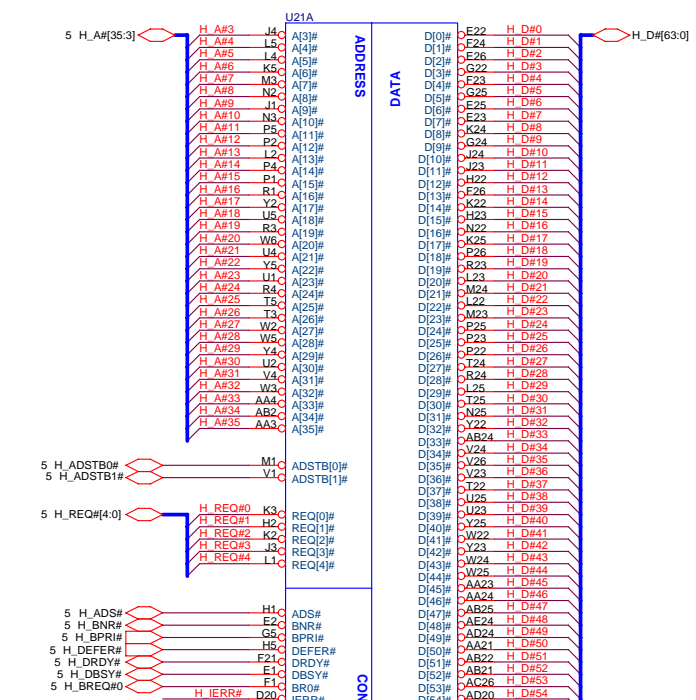 U21A
5 H_A#[35:3] H_A#3 J4 A[3]# D[0]# E22 H_D#0 H_D#[63:0]
H_A#4 L5 A[4]# D[1]# F24 H_D#1
H_A#5 L4 A[5]# D[2]# E26 H_D#2
H_A#6 K5 A[6]# D[3]# G22 H_D#3
H_A#7 M3 A[7]# D[4]# F23 H_D#4
H_A#8 N2 A[8]# D[5]# G25 H_D#5
H_A#9 J1 A[9]# D[6]# E25 H_D#6
H_A#10 N3 A[10]# D[7]# E23 H_D#7
H_A#11 P5 A[11]# D[8]# K24 H_D#8
H_A#12 P2 A[12]# D[9]# G24 H_D#9
H_A#13 L2 A[13]# D[10]# J24 H_D#10
H_A#14 P4 A[14]# D[11]# J23 H_D#11
H_A#15 P1 A[15]# D[12]# H22 H_D#12
H_A#16 R1 A[16]# D[13]# F26 H_D#13
H_A#17 Y2 A[17]# D[14]# K22 H_D#14
H_A#18 U5 A[18]# D[15]# H23 H_D#15
H_A#19 R3 A[19]# D[16]# N22 H_D#16
H_A#20 W6 A[20]# D[17]# K25 H_D#17
H_A#21 U4 A[21]# D[18]# P26 H_D#18
H_A#22 Y5 A[22]# D[19]# R23 H_D#19
H_A#23 U1 A[23]# D[20]# L23 H_D#20
H_A#24 R4 A[24]# D[21]# M24 H_D#21
H_A#25 T5 A[25]# D[22]# L22 H_D#22
H_A#26 T3 A[26]# D[23]# M23 H_D#23
H_A#27 W2 A[27]# D[24]# P25 H_D#24
H_A#28 W5 A[28]# D[25]# P23 H_D#25
H_A#29 Y4 A[29]# D[26]# P22 H_D#26
H_A#30 U2 A[30]# D[27]# T24 H_D#27
H_A#31 V4 A[31]# D[28]# R24 H_D#28
H_A#32 W3 A[32]# D[29]# L25 H_D#29
H_A#33 AA4 A[33]# D[30]# T25 H_D#30
H_A#34 AB2 A[34]# D[31]# N25 H_D#31
H_A#35 AA3 A[35]# D[32]# Y22 H_D#32
D[33]# AB24 H_D#33
D[34]# V24 H_D#34
5 H_ADSTB0# M1 ADSTB[0]# D[35]# V26 H_D#35
5 H_ADSTB1# V1 ADSTB[1]# D[36]# V23 H_D#36
D[37]# T22 H_D#37
D[38]# U25 H_D#38
5 H_REQ#[4:0] H_REQ#0 K3 REQ[0]# D[39]# U23 H_D#39
H_REQ#1 H2 REQ[1]# D[40]# Y25 H_D#40
H_REQ#2 K2 REQ[2]# D[41]# W22 H_D#41
H_REQ#3 J3 REQ[3]# D[42]# Y23 H_D#42
H_REQ#4 L1 REQ[4]# D[43]# W24 H_D#43
D[44]# W25 H_D#44
D[45]# AA23 H_D#45
D[46]# AA24 H_D#46
5 H_ADS# H1 ADS# D[47]# AB25 H_D#47
5 H_BNR# E2 BNR# D[48]# AE24 H_D#48
5 H_BPRI# G5 BPRI# D[49]# AD24 H_D#49
5 H_DEFER# H5 DEFER# D[50]# AA21 H_D#50
5 H_DRDY# F21 DRDY# D[51]# AB22 H_D#51
5 H_DBSY# E1 DBSY# D[52]# AB21 H_D#52
5 H_BREQ#0 F1 BR0# D[53]# AC26 H_D#53
H_IERR# D20 IERR# D[54]# AD20 H_D#54
ADDRESS
DATA
CON